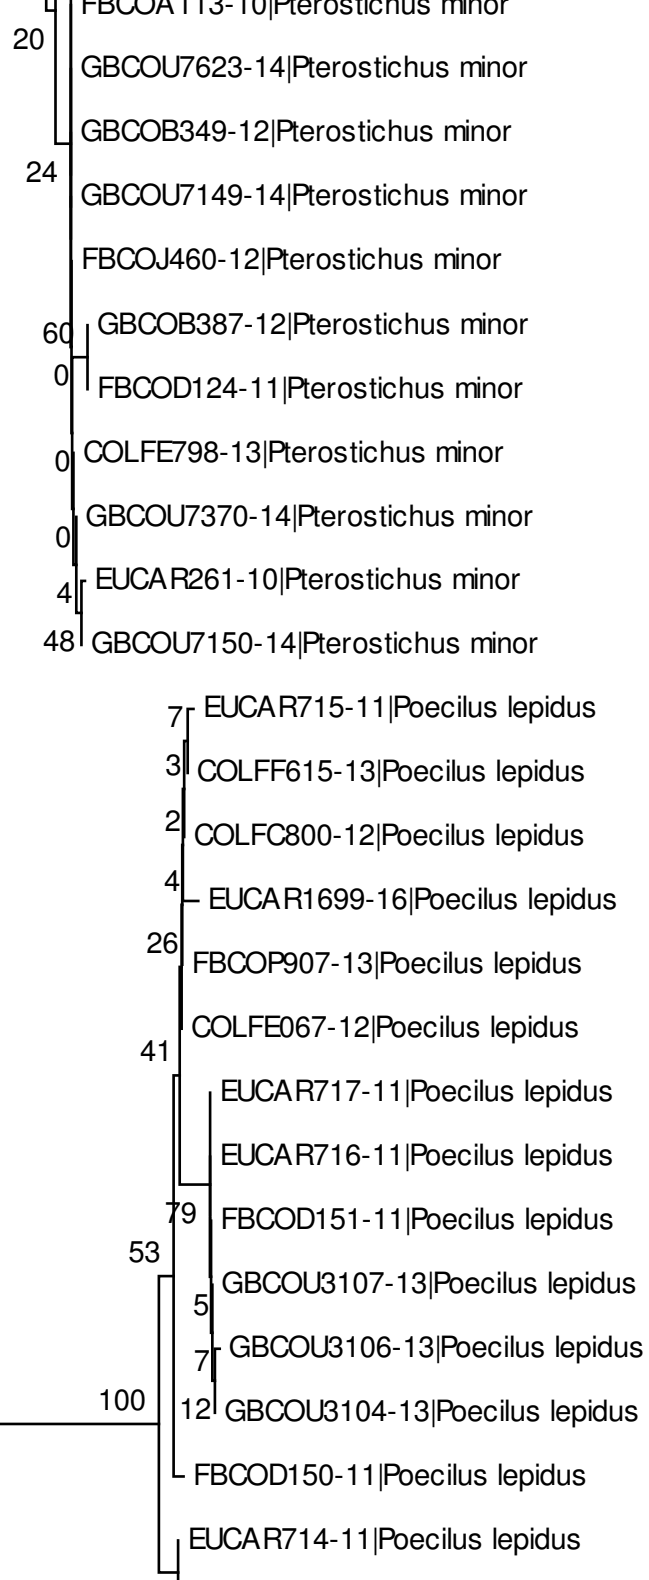 FBCOA113-10|Pterostichus minor
20
GBCOU7623-14|Pterostichus minor
GBCOB349-12|Pterostichus minor
24
GBCOU7149-14|Pterostichus minor
FBCOJ460-12|Pterostichus minor
60
GBCOB387-12|Pterostichus minor
0
FBCOD124-11|Pterostichus minor
0
COLFE798-13|Pterostichus minor
GBCOU7370-14|Pterostichus minor
0
EUCAR261-10|Pterostichus minor
4
48
GBCOU7150-14|Pterostichus minor
7
EUCAR715-11|Poecilus lepidus
3
COLFF615-13|Poecilus lepidus
2
COLFC800-12|Poecilus lepidus
4
EUCAR1699-16|Poecilus lepidus
26
FBCOP907-13|Poecilus lepidus
COLFE067-12|Poecilus lepidus
41
EUCAR717-11|Poecilus lepidus
EUCAR716-11|Poecilus lepidus
79
FBCOD151-11|Poecilus lepidus
53
GBCOU3107-13|Poecilus lepidus
5
GBCOU3106-13|Poecilus lepidus
7
100
12
GBCOU3104-13|Poecilus lepidus
FBCOD150-11|Poecilus lepidus
EUCAR714-11|Poecilus lepidus